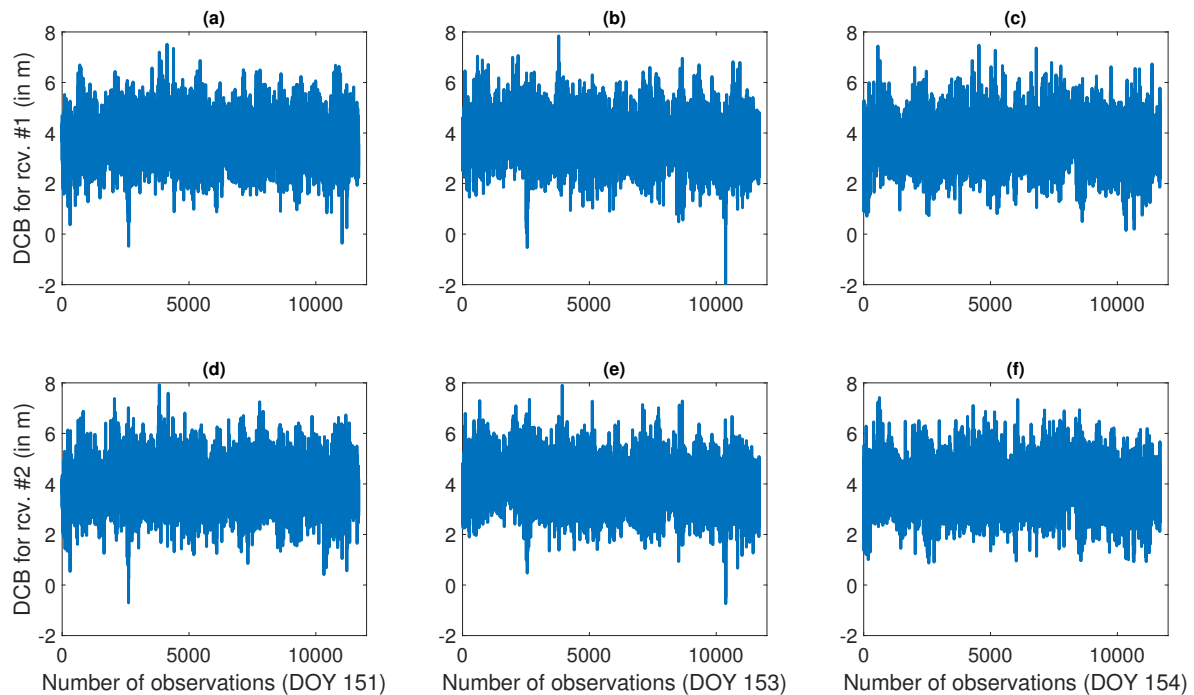 (a) (b) (c)
8 8 8
6 6 6
4 4 4
2 2 2
0 0 0
-2 -2 -2
0 5000 10000 0 5000 10000 0 5000 10000
DCB for rcv. #1 (in m)
(d) (e) (f)
8 8 8
6 6 6
4 4 4
2 2 2
0 0 0
-2 -2 -2
0 5000 10000 0 5000 10000 0 5000 10000
DCB for rcv. #2 (in m)
Number of observations (DOY 151) Number of observations (DOY 153) Number of observations (DOY 154)